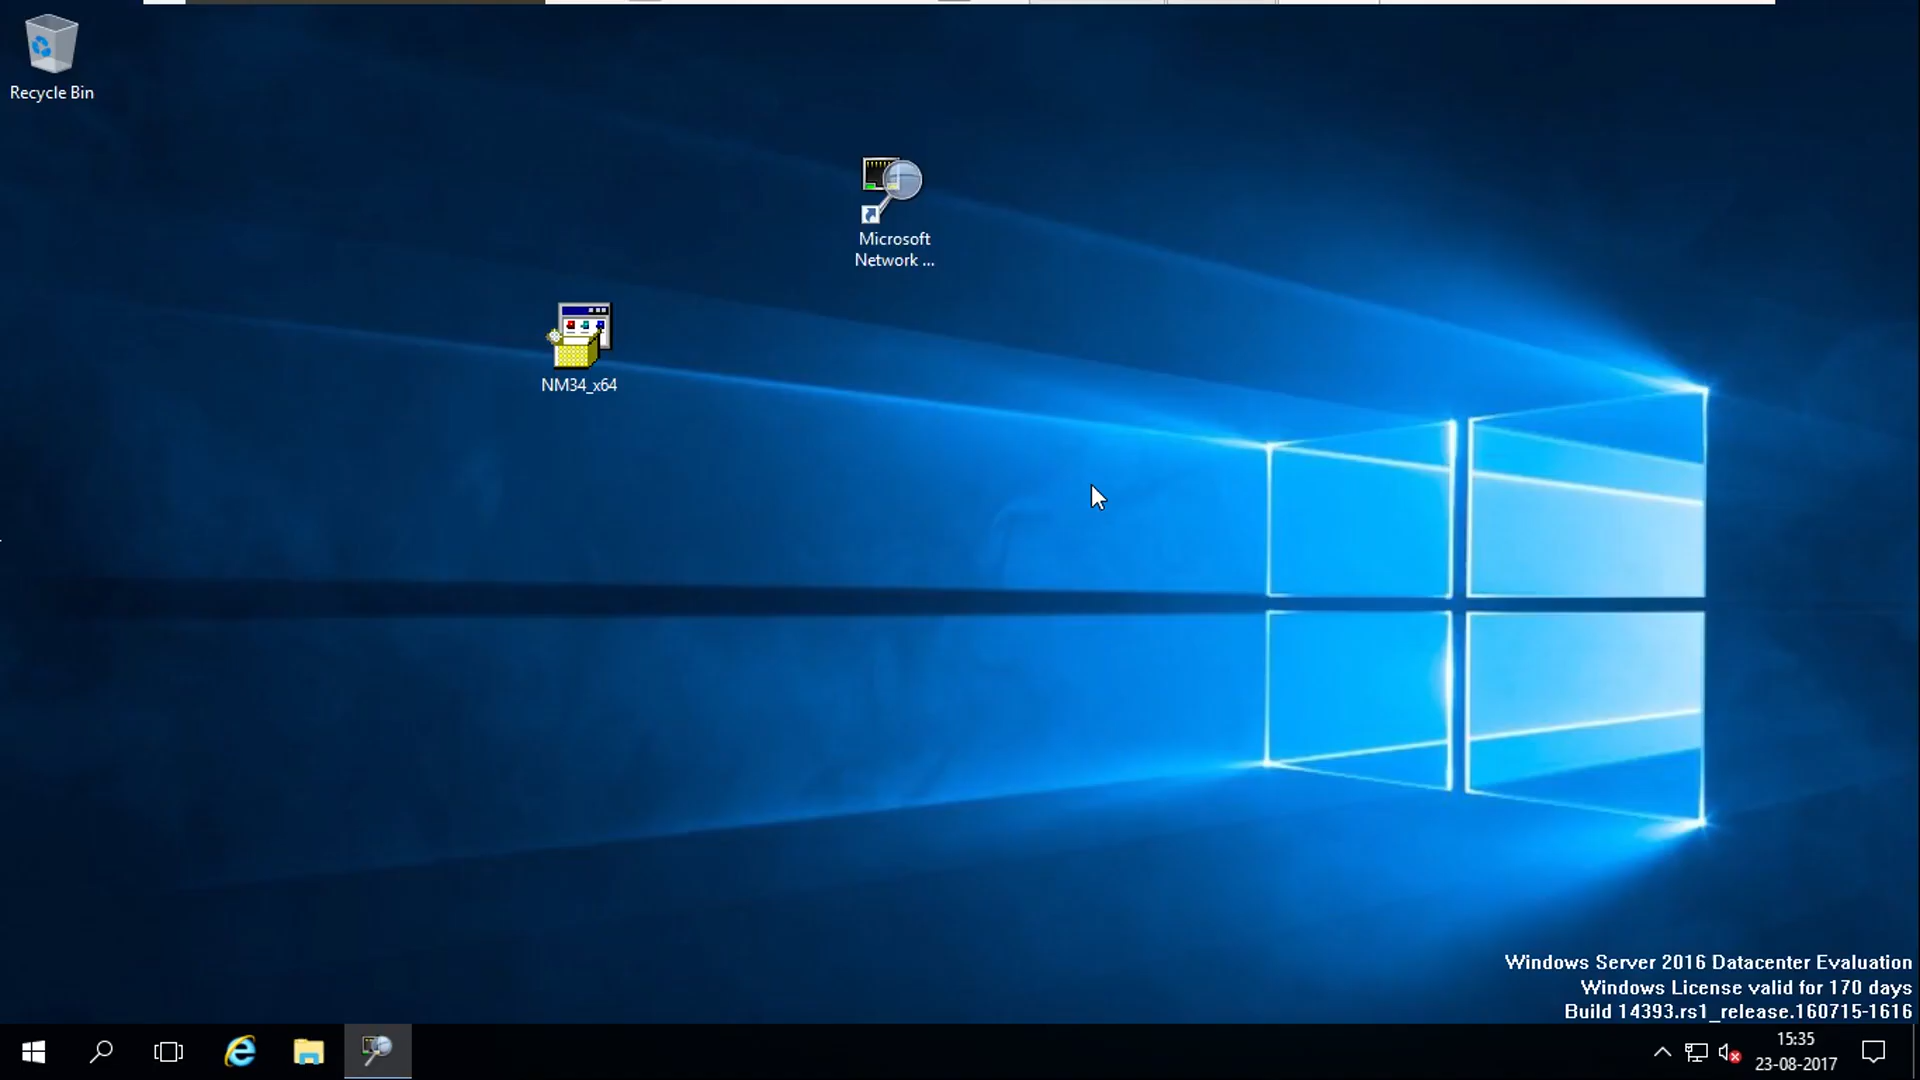 Recycle Bin
Microsoft
Network ...
NM34_x64
Windows Server 2016 Datacenter Evaluation
Windows License valid for 170 days
Build 14393.rs1_release.160715-1616
15:35
23-08-2017